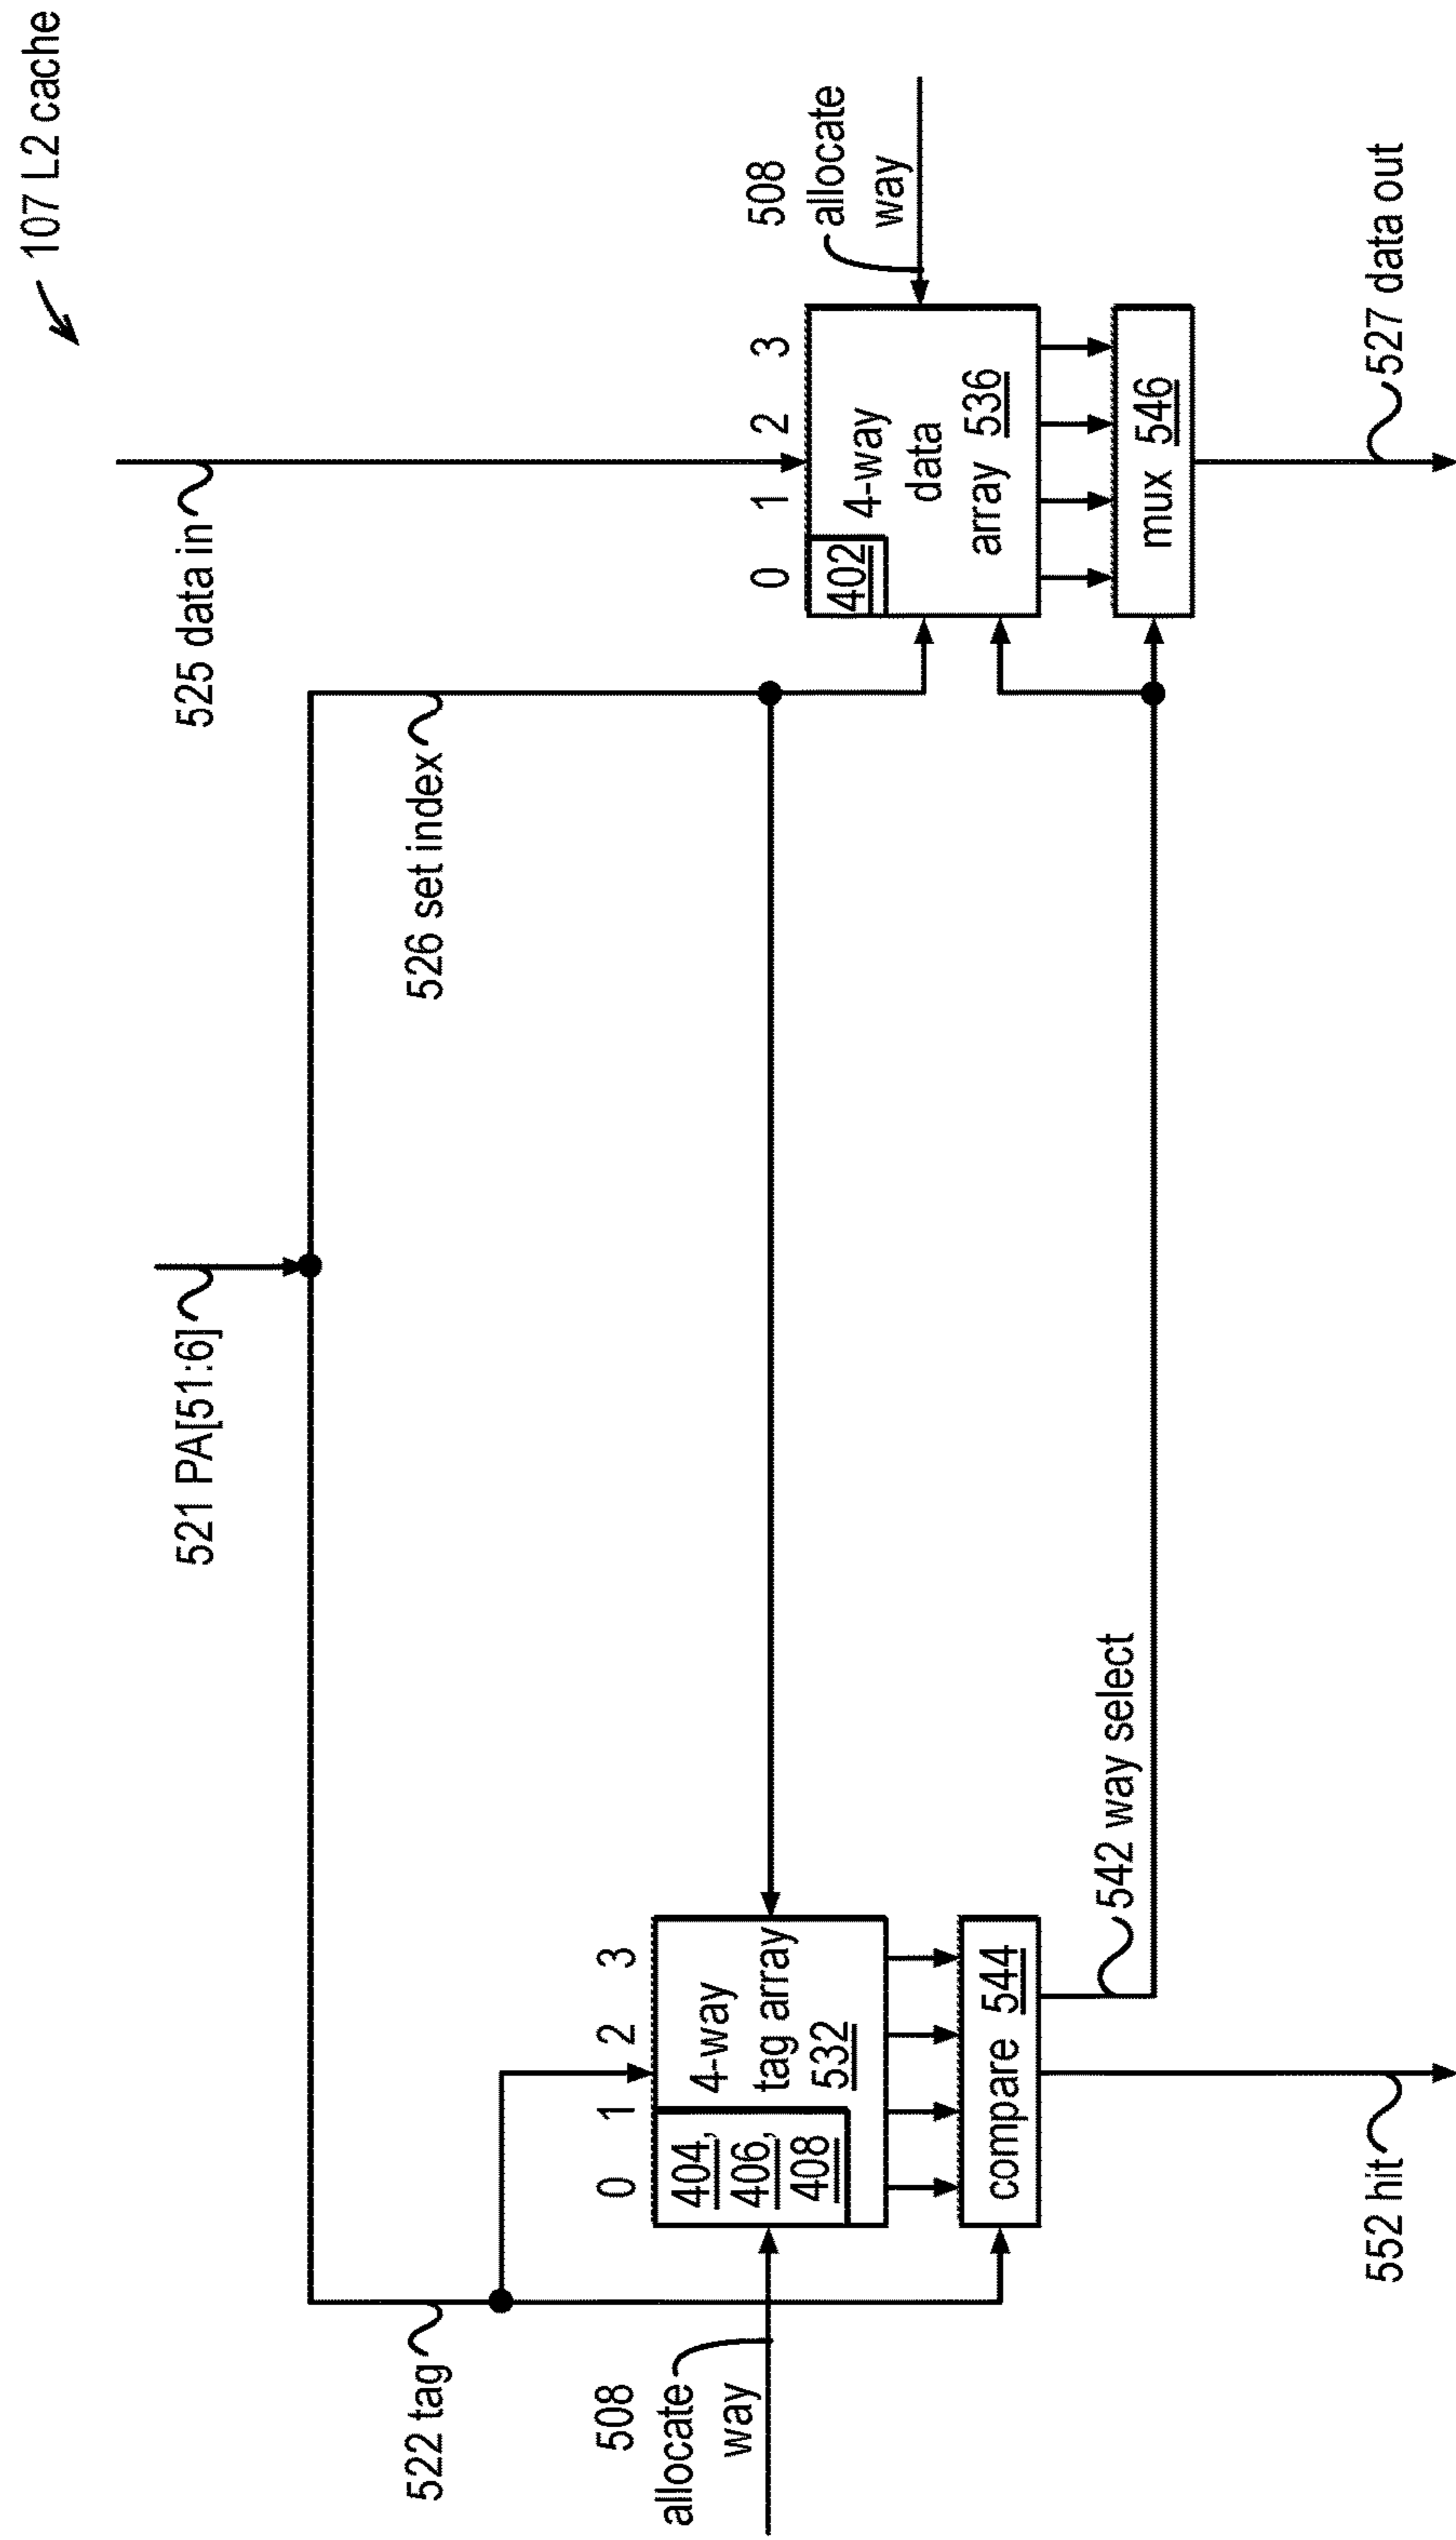 107 L2 cache
521 PA[51:6]
525 data in
522 tag
526 set index
508
allocate
way
0 1 2 3
404,
406,
408
4-way
tag array
532
0 1 2 3
402
4-way
data
array 536
508
allocate
way
compare 544
mux 546
542 way select
552 hit
527 data out